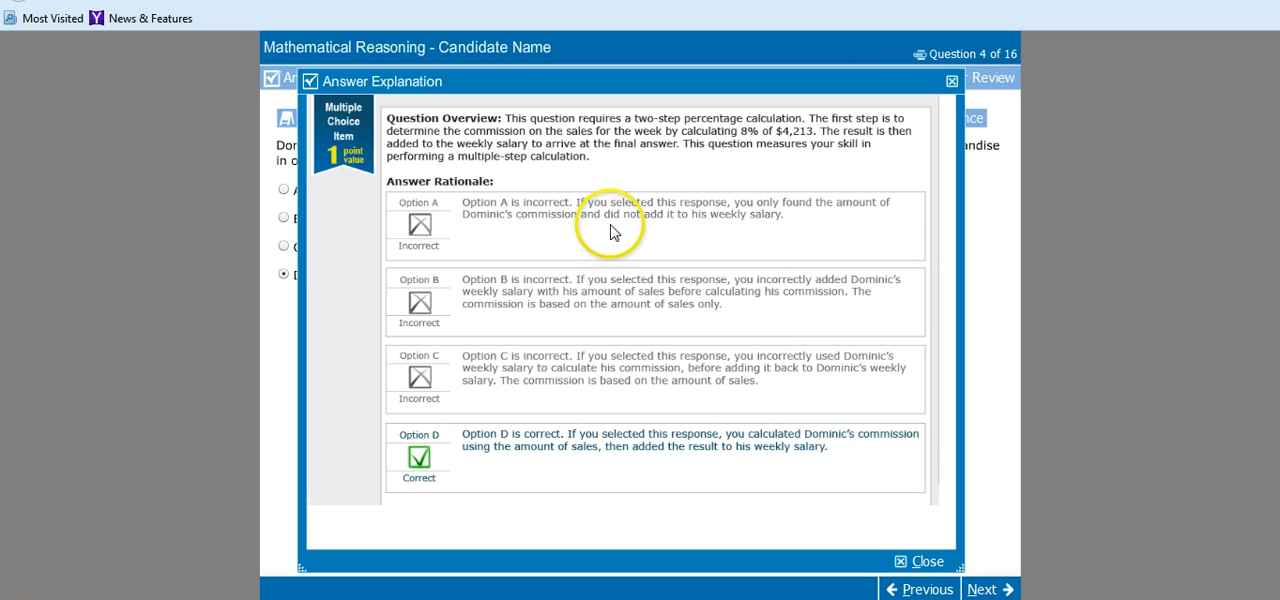 Most Visited News & Features
Mathematical Reasoning - Candidate Name
Question 4 of 16
Answer Explanation
Review
Multiple
Choice
Item
1 point
value
Question Overview: This question requires a two-step percentage calculation. The first step is to
determine the commission on the sales for the week by calculating 8% of $4,213. The result is then
added to the weekly salary to arrive at the final answer. This question measures your skill in
performing a multiple-step calculation.
Answer Rationale:
Option A
Incorrect
Option A is incorrect. If you selected this response, you only found the amount of
Dominic's commission and did not add it to his weekly salary.
Option B
Incorrect
Option B is incorrect. If you selected this response, you incorrectly added Dominic's
weekly salary with his amount of sales before calculating his commission. The
commission is based on the amount of sales only.
Option C
Incorrect
Option C is incorrect. If you selected this response, you incorrectly used Dominic's
weekly salary to calculate his commission, before adding it back to Dominic's weekly
salary. The commission is based on the amount of sales.
Option D
Correct
Option D is correct. If you selected this response, you calculated Dominic's commission
using the amount of sales, then added the result to his weekly salary.
Close
Previous Next